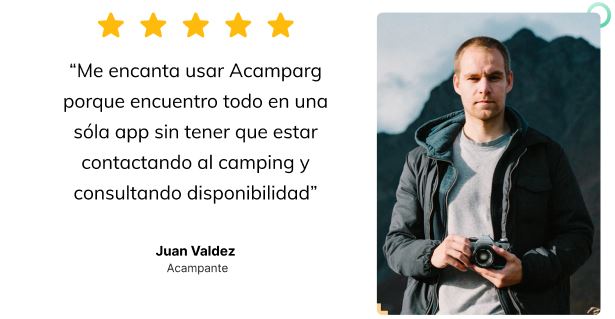 “Me encanta usar Acamparg
porque encuentro todo en una
sóla app sin tener que estar
contactando al camping y
consultando disponibilidad”
Juan Valdez
Acampante